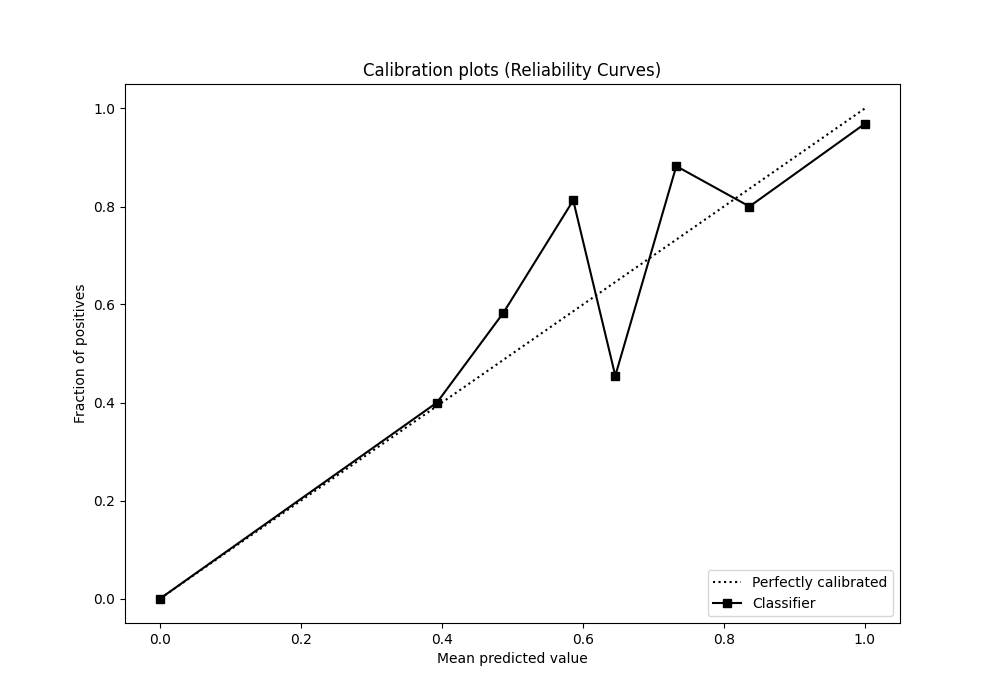 Calibration plots (Reliability Curves)
1.0
0.8
0.6
0.4
0.2
0.0
Fraction of positives
Perfectly calibrated
Classifier
0.0 0.2 0.4 0.6 0.8 1.0
Mean predicted value